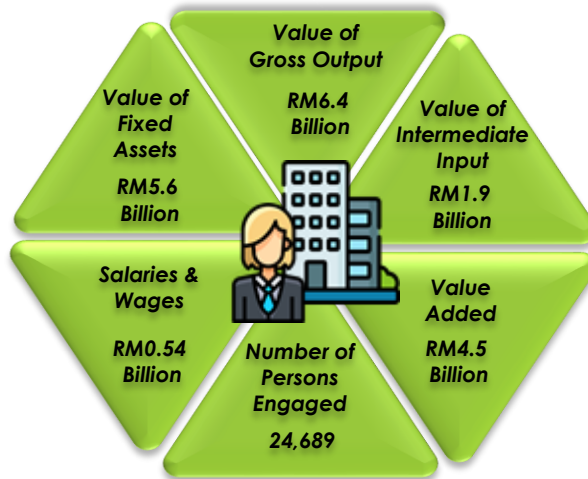 Value of
Gross Output
RM6.4
Billion
Value of
Intermediate
Input
RM1.9
Billion
Value
Added
RM4.5
Billion
Number of
Persons
Engaged
24,689
Salaries &
Wages
RM0.54
Billion
Value of
Fixed
Assets
RM5.6
Billion